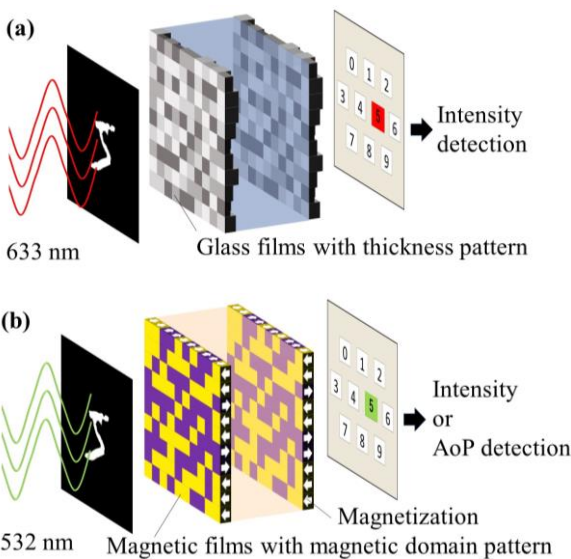 (a)
0 1 2
3 4 5 6
7 8 9
Intensity
detection
633 nm
Glass films with thickness pattern
(b)
0 1 2
3 4 5 6
7 8 9
Intensity
or
AoP detection
Magnetization
532 nm
Magnetic films with magnetic domain pattern